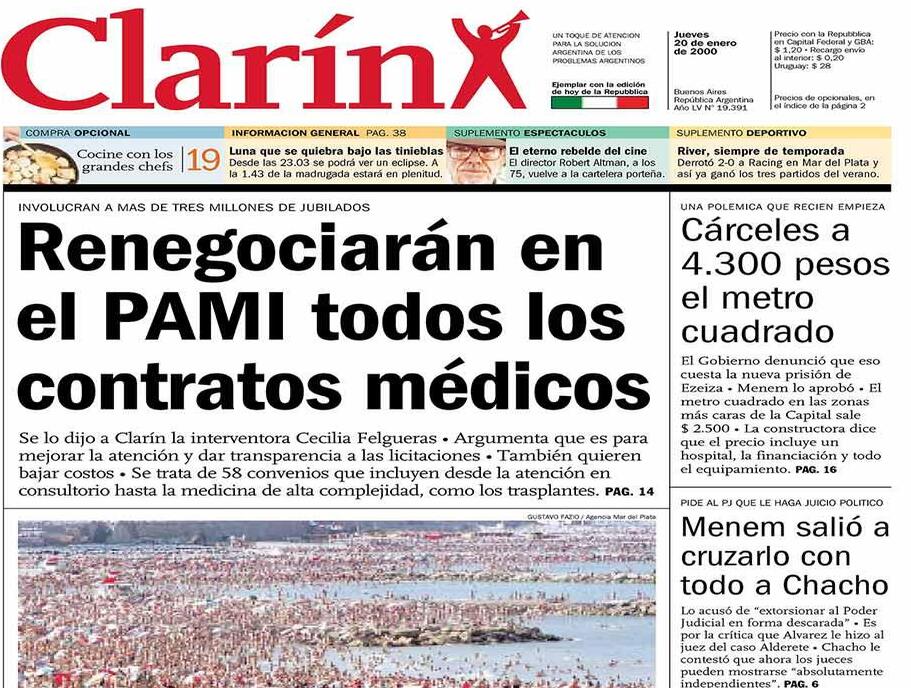 Clarín
UN TOQUE DE ATENCION
PARA LA SOLUCION
ARGENTINA DE LOS
PROBLEMAS ARGENTINOS
Ejemplar con la edición
de hoy de la Repubblica
Jueves
20 de enero
de 2000
Buenos Aires
República Argentina
Año LV N° 19.391
Precio con la Repubblica
en Capital Federal y GBA:
$ 1,20 • Recargo envío
al interior: $ 0,20
Uruguay: $ 28
Precios de opcionales, en
el índice de la página 2
COMPRA OPCIONAL
Cocine con los
grandes chefs
19
INFORMACION GENERAL PAG. 38
Luna que se quiebra bajo las tinieblas
Desde las 23.03 se podrá ver un eclipse. A
la 1.43 de la madrugada estará en plenitud.
SUPLEMENTO ESPECTACULOS
El eterno rebelde del cine
El director Robert Altman, a los
75, vuelve a la cartelera porteña.
SUPLEMENTO DEPORTIVO
River, siempre de temporada
Derrotó 2-0 a Racing en Mar del Plata y
así ya ganó los tres partidos del verano.
INVOLUCRAN A MAS DE TRES MILLONES DE JUBILADOS
Renegociarán en
el PAMI todos los
contratos médicos
Se lo dijo a Clarín la interventora Cecilia Felgueras • Argumenta que es para
mejorar la atención y dar transparencia a las licitaciones • También quieren
bajar costos • Se trata de 58 convenios que incluyen desde la atención en
consultorio hasta la medicina de alta complejidad, como los trasplantes. PAG. 14
GUSTAVO FAZIO / Agencia Mar del Plata
UNA POLEMICA QUE RECIEN EMPIEZA
Cárceles a
4.300 pesos
el metro
cuadrado
El Gobierno denunció que eso
cuesta la nueva prisión de
Ezeiza • Menem lo aprobó • El
metro cuadrado en las zonas
más caras de la Capital sale
$ 2.500 • La constructora dice
que el precio incluye un
hospital, la financiación y todo
el equipamiento. PAG. 16
PIDE AL PJ QUE LE HAGA JUICIO POLITICO
Menem salió a
cruzarlo con
todo a Chacho
Lo acusó de "extorsionar al Poder
Judicial en forma descarada" • Es
por la crítica que Alvarez le hizo al
juez del caso Alderete • Chacho le
contestó que ahora los jueces
pueden mostrarse "absolutamente
independientes". PAG. 6